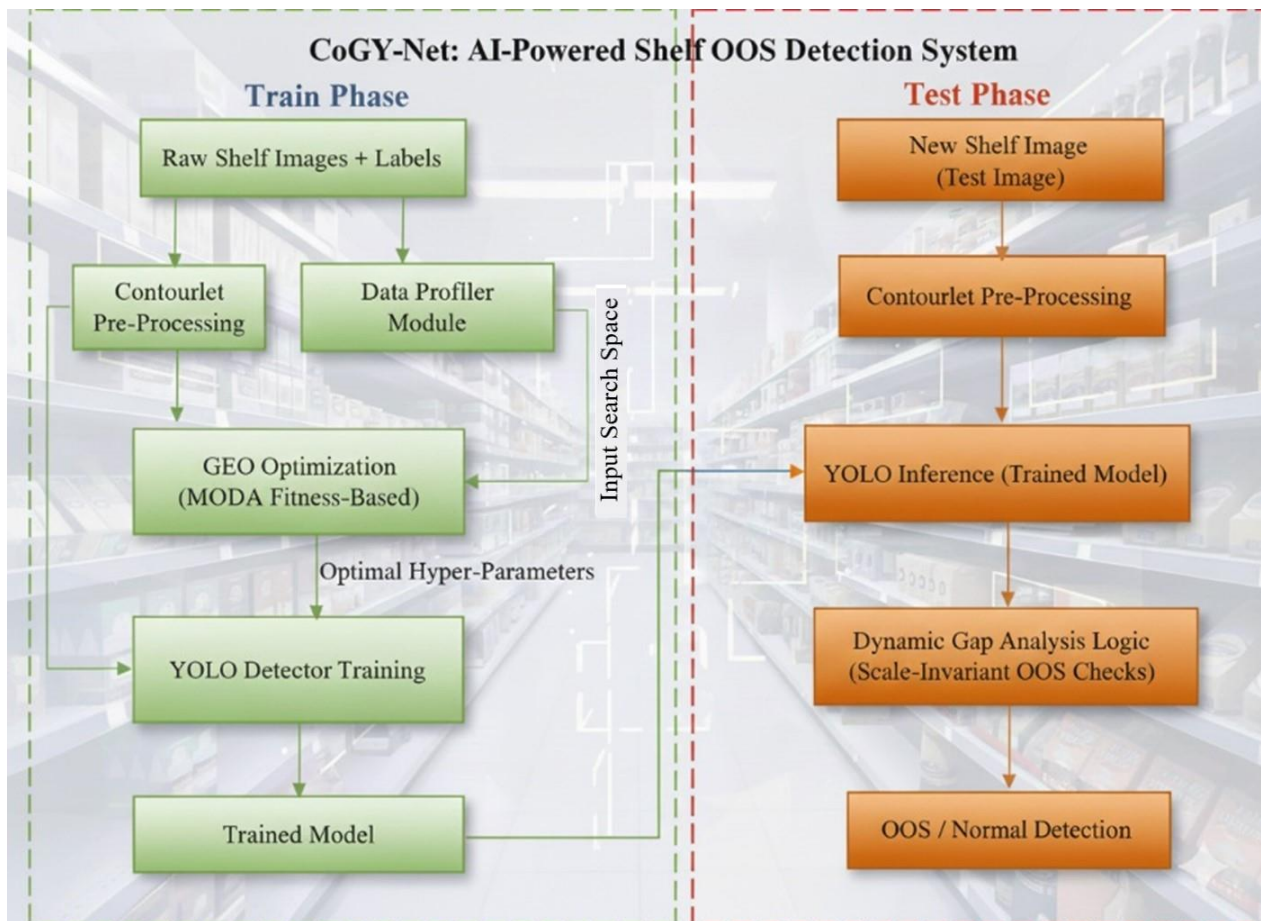 CoGY-Net: AI-Powered Shelf OOS Detection System
Train Phase
Raw Shelf Images + Labels
Contourlet
Pre-Processing
Data Profiler
Module
Input Search Space
GEO Optimization
(MODA Fitness-Based)
Optimal Hyper-Parameters
YOLO Detector Training
Trained Model
Test Phase
New Shelf Image
(Test Image)
Contourlet Pre-Processing
YOLO Inference (Trained Model)
Dynamic Gap Analysis Logic
(Scale-Invariant OOS Checks)
OOS / Normal Detection